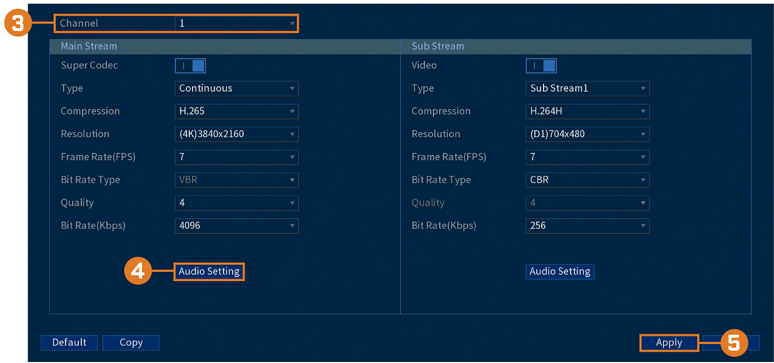 3 Channel 1
Main Stream Sub Stream
Super Codec Video
Type Continuous Type Sub Stream1
Compression H.265 Compression H.264H
Resolution (4K)3840x2160 Resolution (D1)704x480
Frame Rate(FPS) 7 Frame Rate(FPS) 7
Bit Rate Type VBR Bit Rate Type CBR
Quality 4 Quality 4
Bit Rate(Kbps) 4096 Bit Rate(Kbps) 256
4 Audio Setting Audio Setting
Default Copy Apply 5